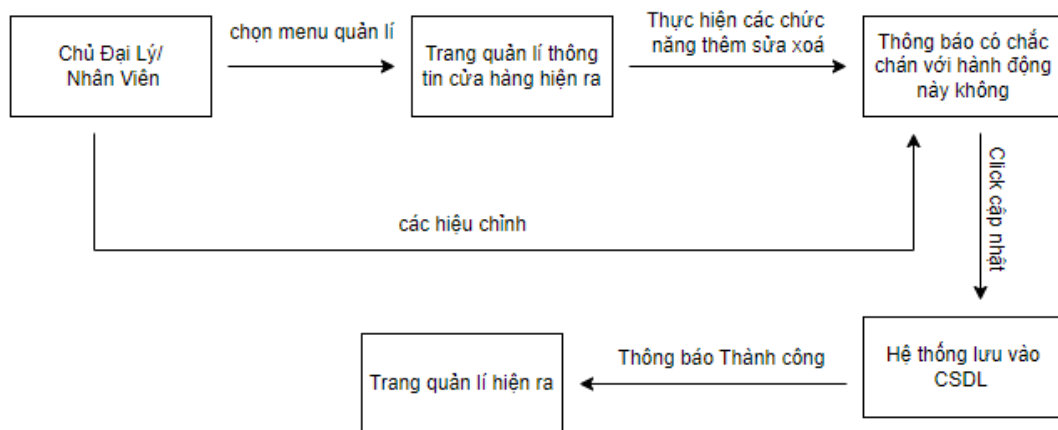 Chủ Đại Lý/
Nhân Viên
chọn menu quản lí
Trang quản lí thông
tin cửa hàng hiện ra
Thực hiện các chức
năng thêm sửa xoá
Thông báo có chắc
chán với hành động
này không
Click cập nhật
các hiệu chỉnh
Hệ thống lưu vào
CSDL
Thông báo Thành công
Trang quản lí hiện ra